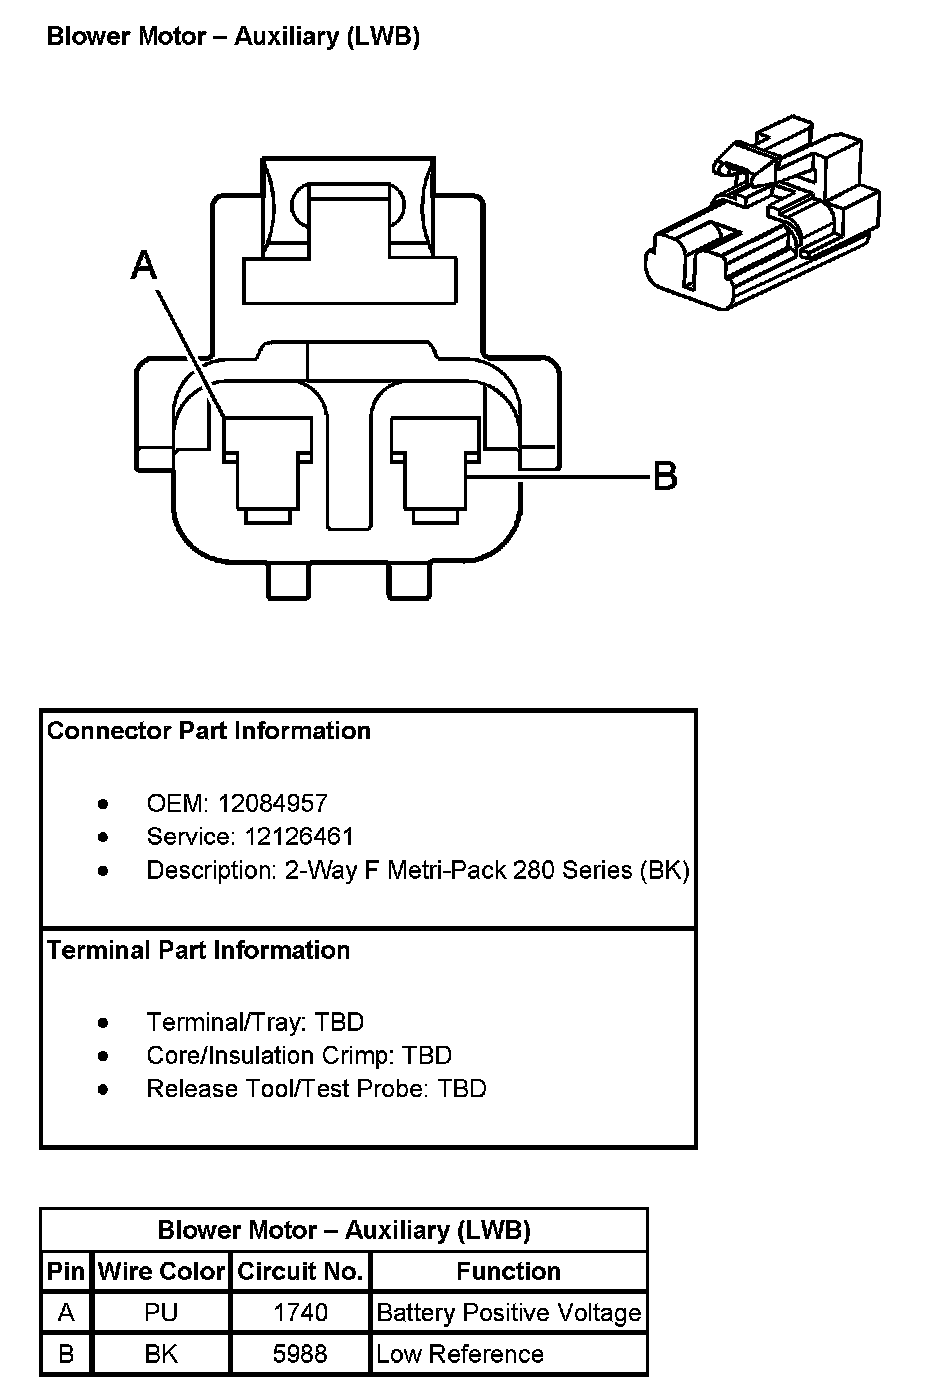 Blower Motor – Auxiliary (LWB)
A
B
Connector Part Information
• OEM: 12084957
• Service: 12126461
• Description: 2-Way F Metri-Pack 280 Series (BK)
Terminal Part Information
• Terminal/Tray: TBD
• Core/Insulation Crimp: TBD
• Release Tool/Test Probe: TBD
Blower Motor – Auxiliary (LWB)
Pin Wire Color Circuit No. Function
A PU 1740 Battery Positive Voltage
B BK 5988 Low Reference